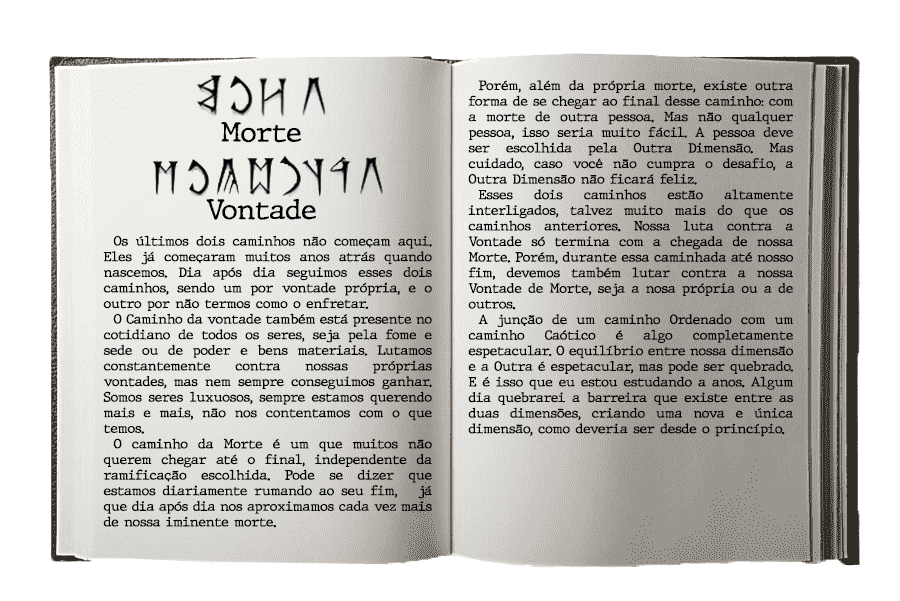 Morte
Vontade
Os últimos dois caminhos não começam aqui.
Eles já começaram muitos anos atrás quando
nascemos. Dia após dia seguimos esses dois
caminhos, sendo um por vontade própria, e o
outro por não termos como o enfretar.
O Caminho da vontade também está presente no
cotidiano de todos os seres, seja pela fome e
sede ou de poder e bens materiais. Lutamos
constantemente contra nossas próprias
vontades, mas nem sempre conseguimos ganhar.
Somos seres luxuosos, sempre estamos querendo
mais e mais, não nos contentamos com o que
temos.
O caminho da Morte é um que muitos não
querem chegar até o final, independente da
ramificação escolhida. Pode se dizer que
estamos diariamente rumando ao seu fim, já
que dia após dia nos aproximamos cada vez mais
de nossa iminente morte.
Porém, além da própria morte, existe outra
forma de se chegar ao final desse caminho: com
a morte de outra pessoa. Mas não qualquer
pessoa, isso seria muito fácil. A pessoa deve
ser escolhida pela Outra Dimensão. Mas
cuidado, caso você não cumpra o desafio, a
Outra Dimensão não ficará feliz.
Esses dois caminhos estão altamente
interligados, talvez muito mais do que os
caminhos anteriores. Nossa luta contra a
Vontade só termina com a chegada de nossa
Morte. Porém, durante essa caminhada até nosso
fim, devemos também lutar contra a nossa
Vontade de Morte, seja a nosa própria ou a de
outros.
A junção de um caminho Ordenado com um
caminho Caótico é algo completamente
espetacular. O equilíbrio entre nossa dimensão
e a Outra é espetacular, mas pode ser quebrado.
E é isso que eu estou estudando a anos. Algum
dia quebrarei a barreira que existe entre as
duas dimensões, criando uma nova e única
dimensão, como deveria ser desde o princípio.